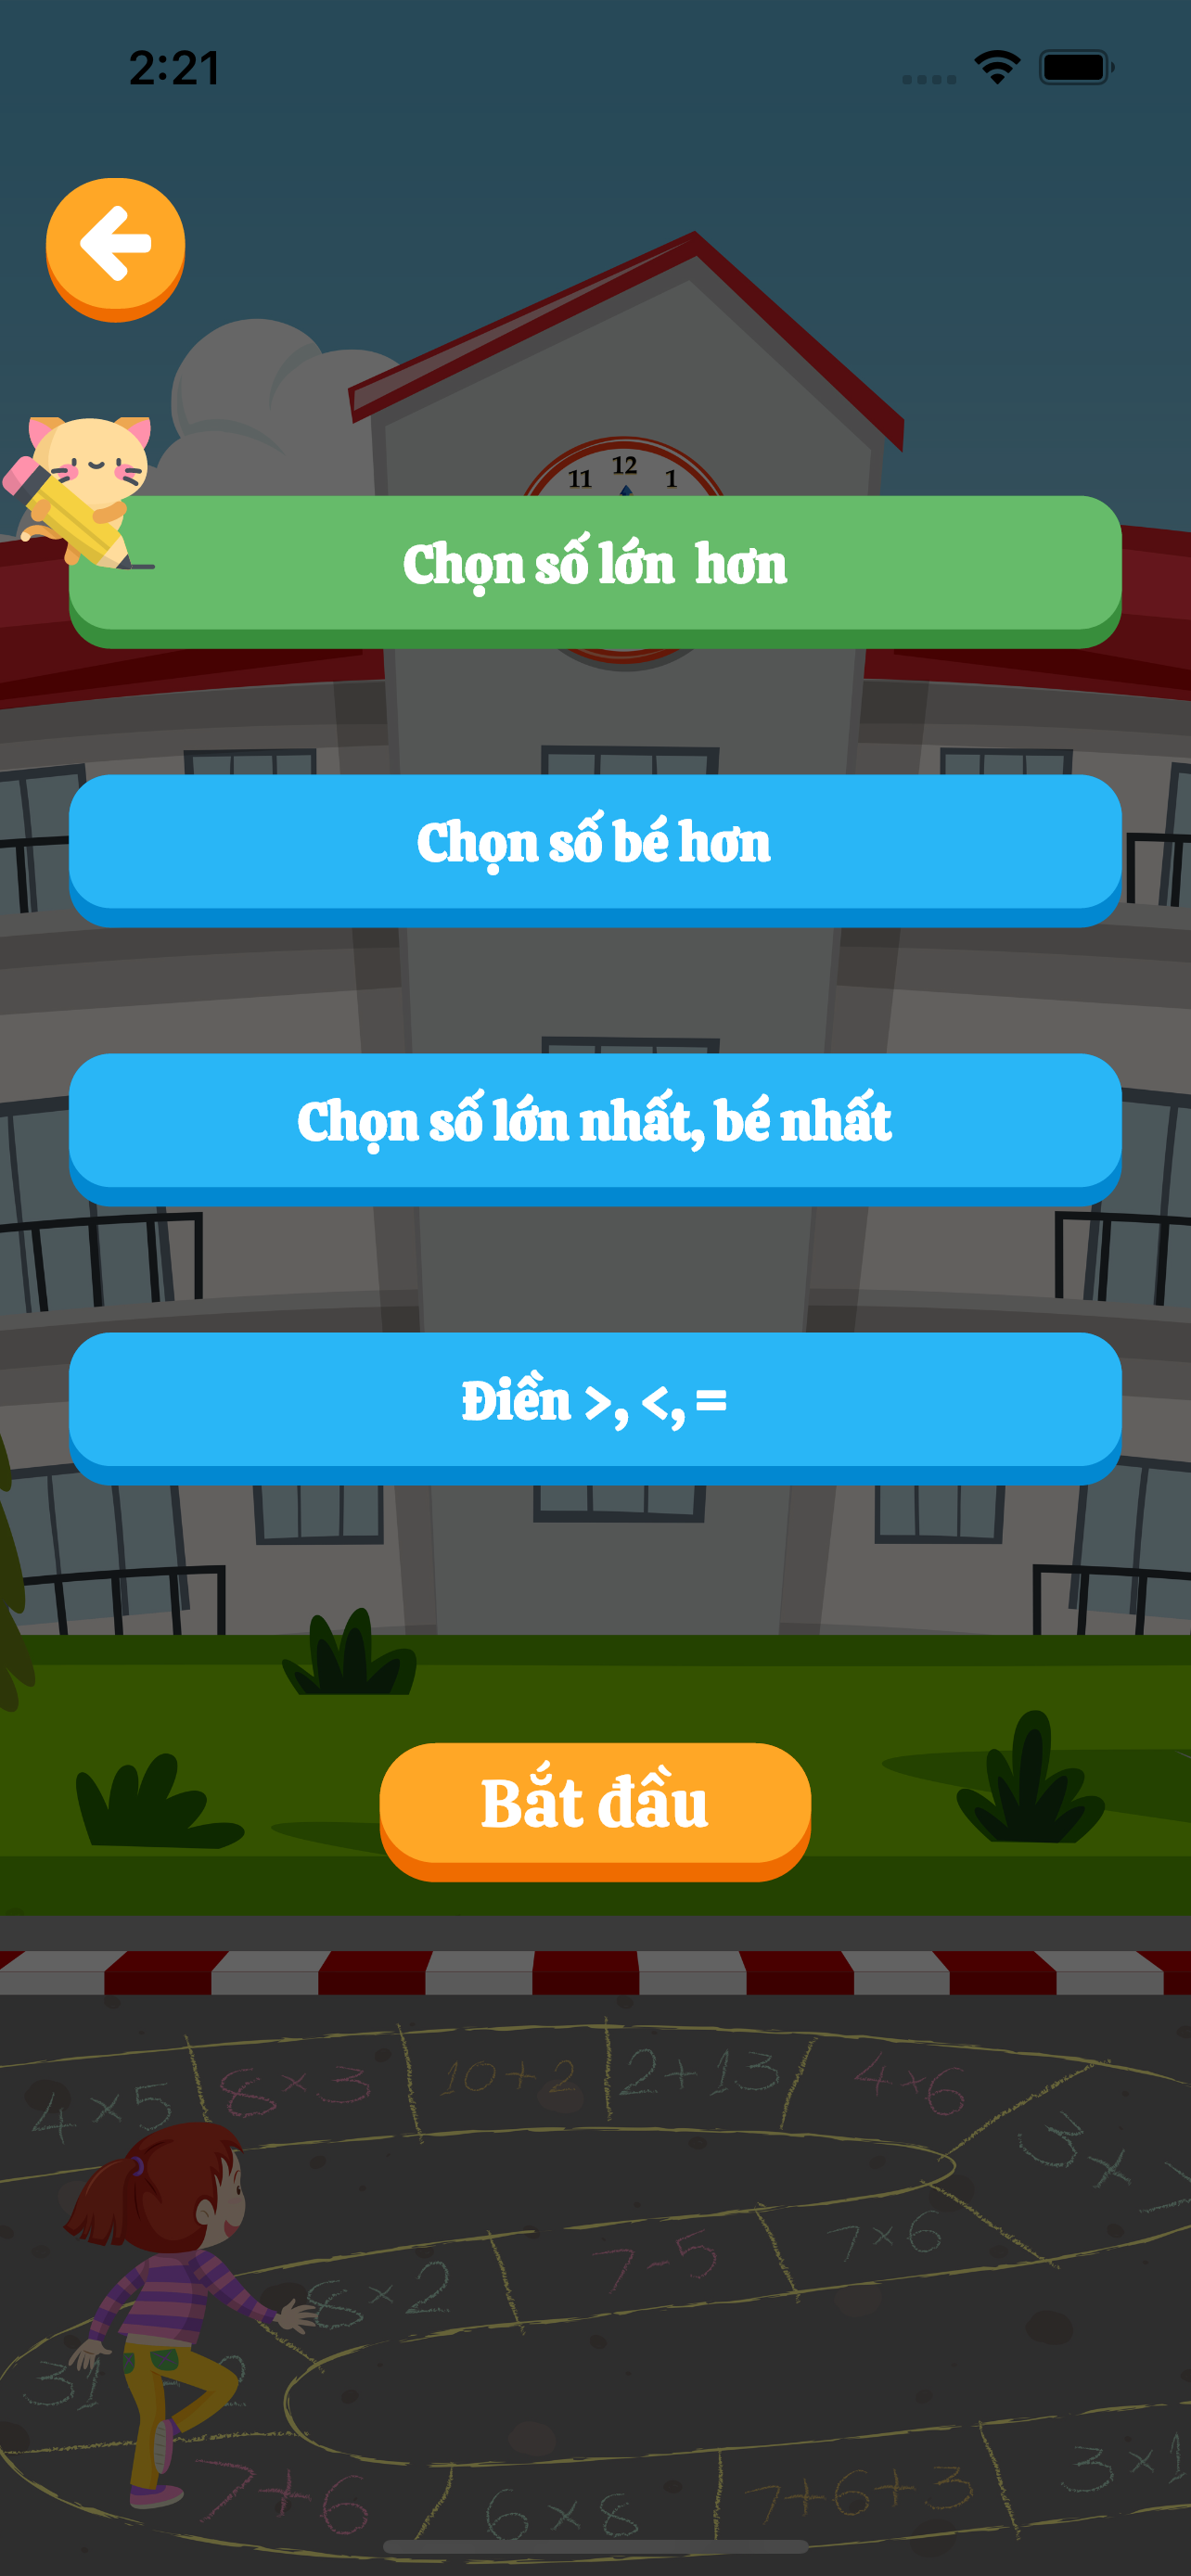 2:21
11 12 1
Chọn số lớn hơn
Chọn số bé hơn
Chọn số lớn nhất, bé nhất
Điền >, <, =
Bắt đầu
4×5 8×3 10+2 2+13 4×6
3×
8×2 7-5 7×6
7+6 6×8 7+6+3 3×1